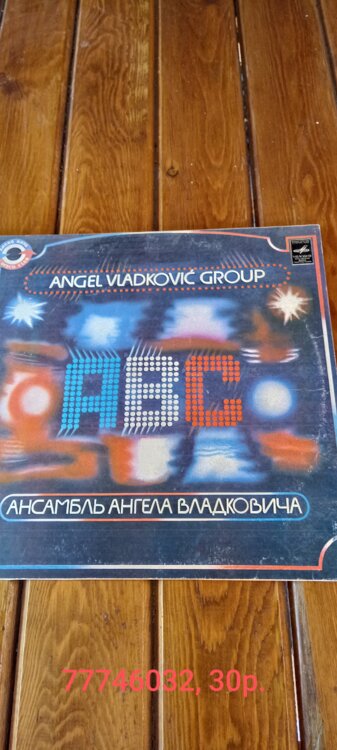 ANGEL VLADKOVIĆ GROUP
ABC
АНСАМБЛЬ АНГЕЛА ВЛАДКОВИЧА
77746032, 30р.